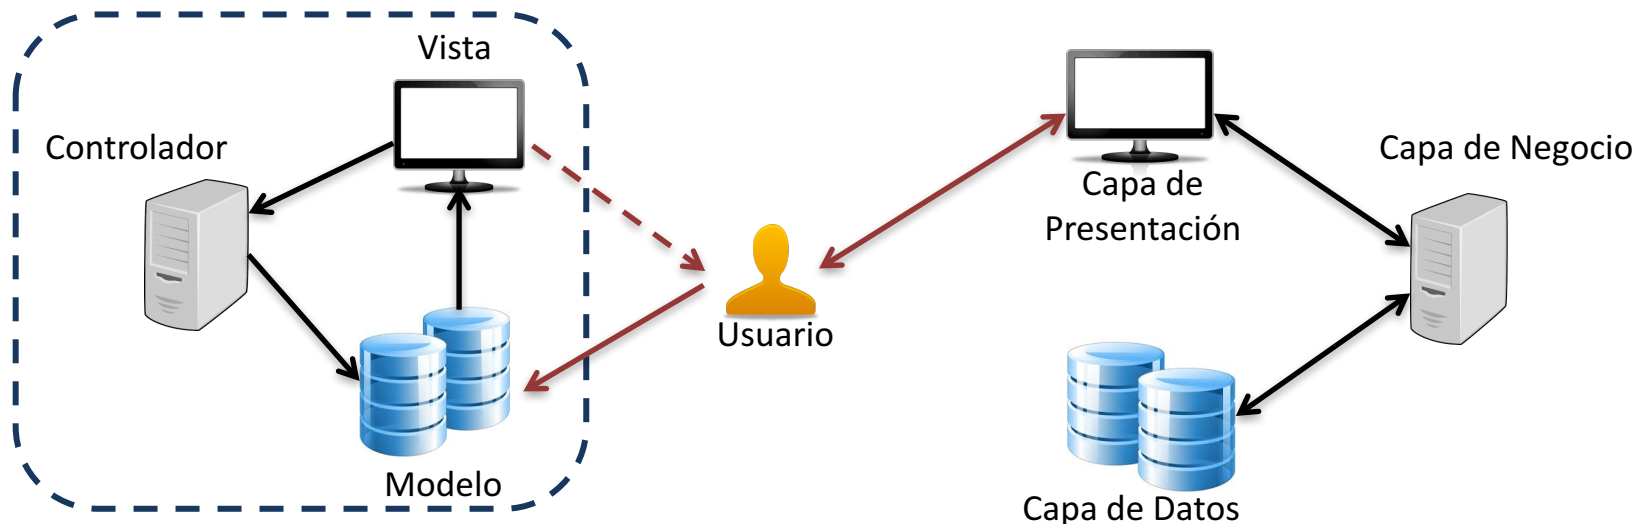 Vista
Controlador
Modelo
Usuario
Capa de
Presentación
Capa de Negocio
Capa de Datos